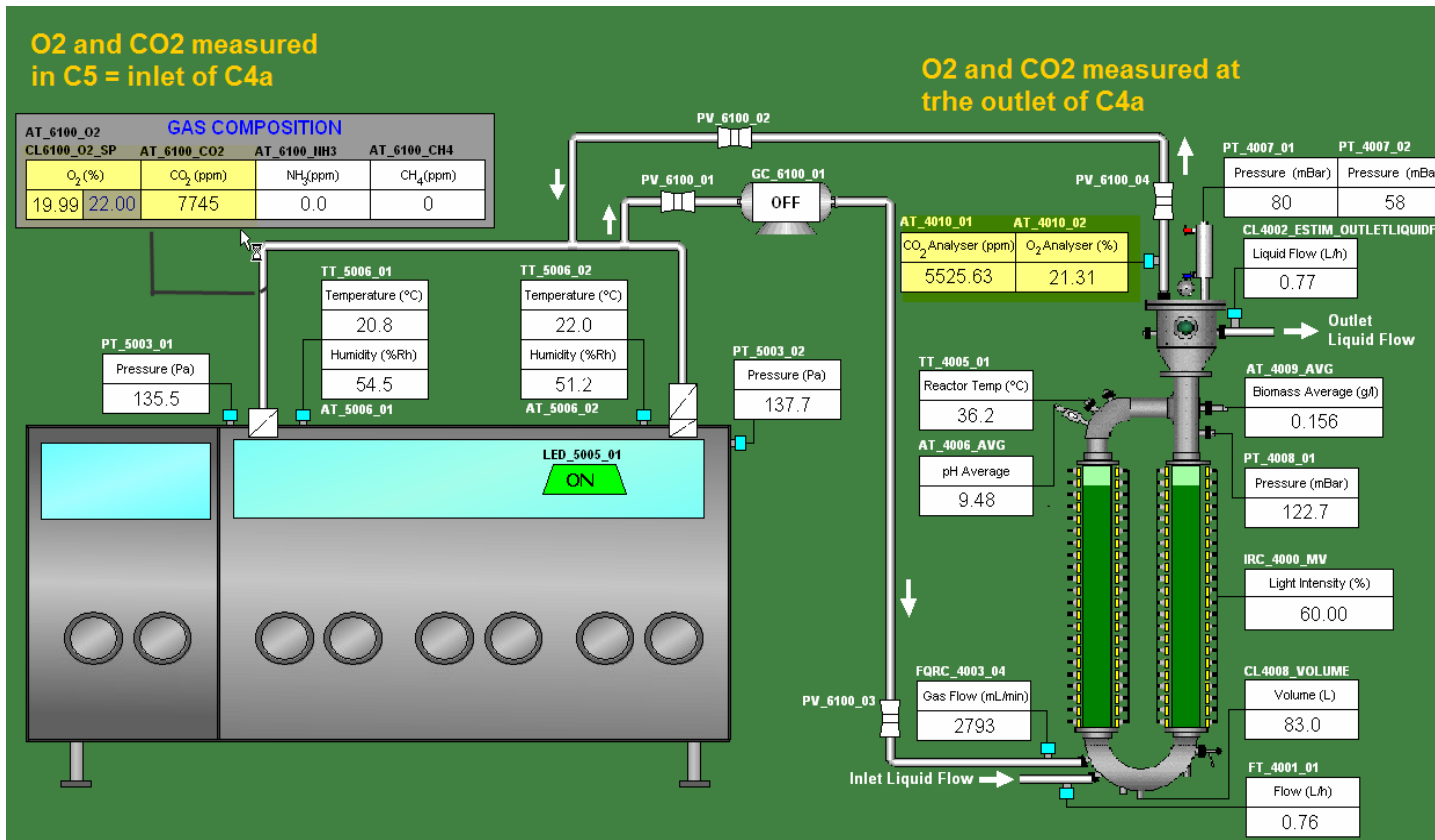 O2 and CO2 measured
in C5 = inlet of C4a
O2 and CO2 measured at
trhe outlet of C4a
AT_6100_O2
GAS COMPOSITION
CL6100_O2_SP AT_6100_CO2 AT_6100_NH3 AT_6100_CH4
O2 (%) CO2 (ppm) NH3(ppm) CH4(ppm)
19.99 22.00 7745 0.0 0
PV_6100_02
PV_6100_01
GC_6100_01
OFF
PV_6100_04
PT_4007_01 PT_4007_02
Pressure (mBar) Pressure (mBa
80 58
AT_4010_01 AT_4010_02
CO2 Analyser (ppm) O2 Analyser (%)
5525.63 21.31
CL4002_ESTIM_OUTLETLIQUIDF
Liquid Flow (L/h)
0.77
Outlet
Liquid Flow
TT_5006_01
Temperature (°C)
20.8
Humidity (%Rh)
54.5
AT_5006_01
TT_5006_02
Temperature (°C)
22.0
Humidity (%Rh)
51.2
AT_5006_02
PT_5003_01
Pressure (Pa)
135.5
PT_5003_02
Pressure (Pa)
137.7
TT_4005_01
Reactor Temp (°C)
36.2
AT_4006_AVG
pH Average
9.48
AT_4009_AVG
Biomass Average (g/l)
0.156
PT_4008_01
Pressure (mBar)
122.7
LED_5005_01
ON
IRC_4000_MV
Light Intensity (%)
60.00
FQRC_4003_04
Gas Flow (mL/min)
2793
PV_6100_03
CL4008_VOLUME
Volume (L)
83.0
Inlet Liquid Flow
FT_4001_01
Flow (L/h)
0.76